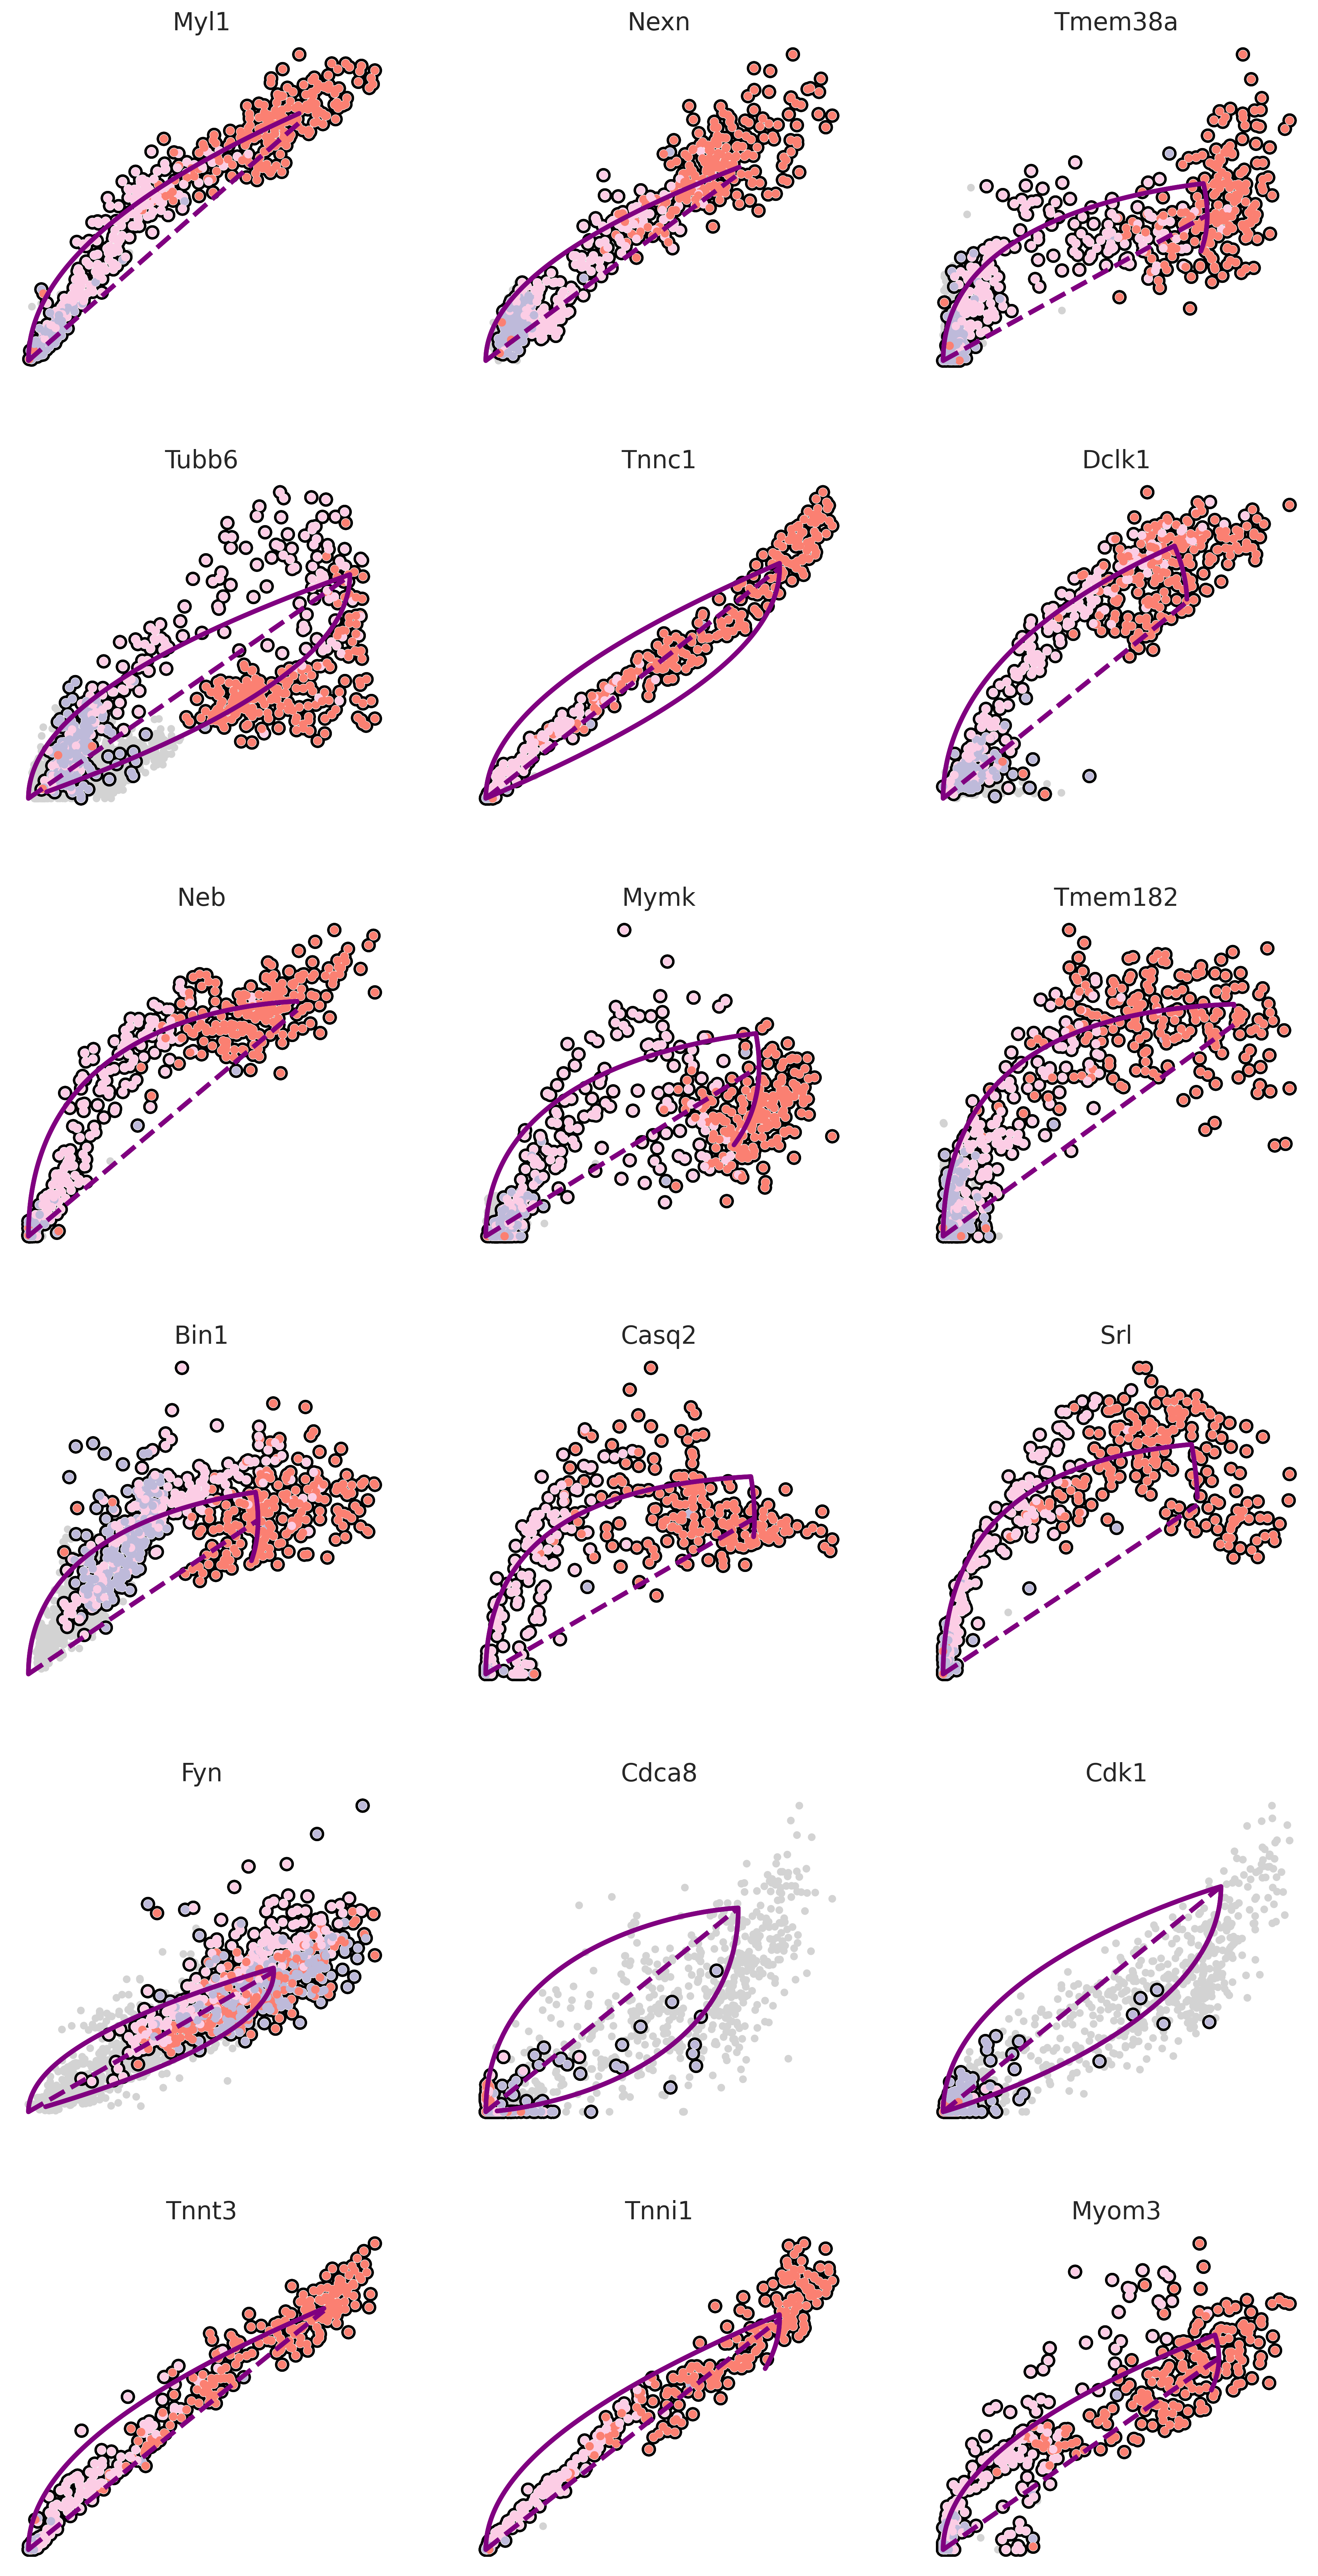 Myl1
Nexn
Tmem38a
Tubb6
Tnnc1
Dclk1
Neb
Mymk
Tmem182
Bin1
Casq2
Srl
Fyn
Cdca8
Cdk1
Tnnt3
Tnni1
Myom3